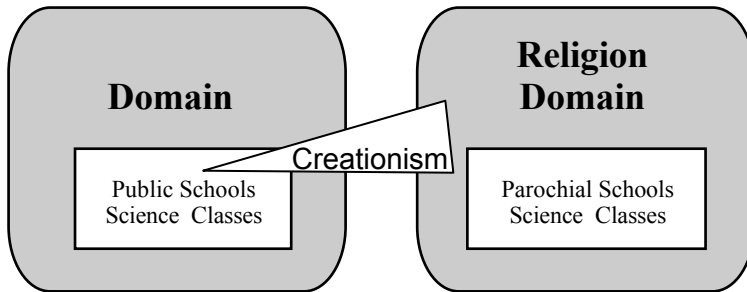 Domain
Public Schools
Science Classes
Creationism
Religion
Domain
Parochial Schools
Science Classes